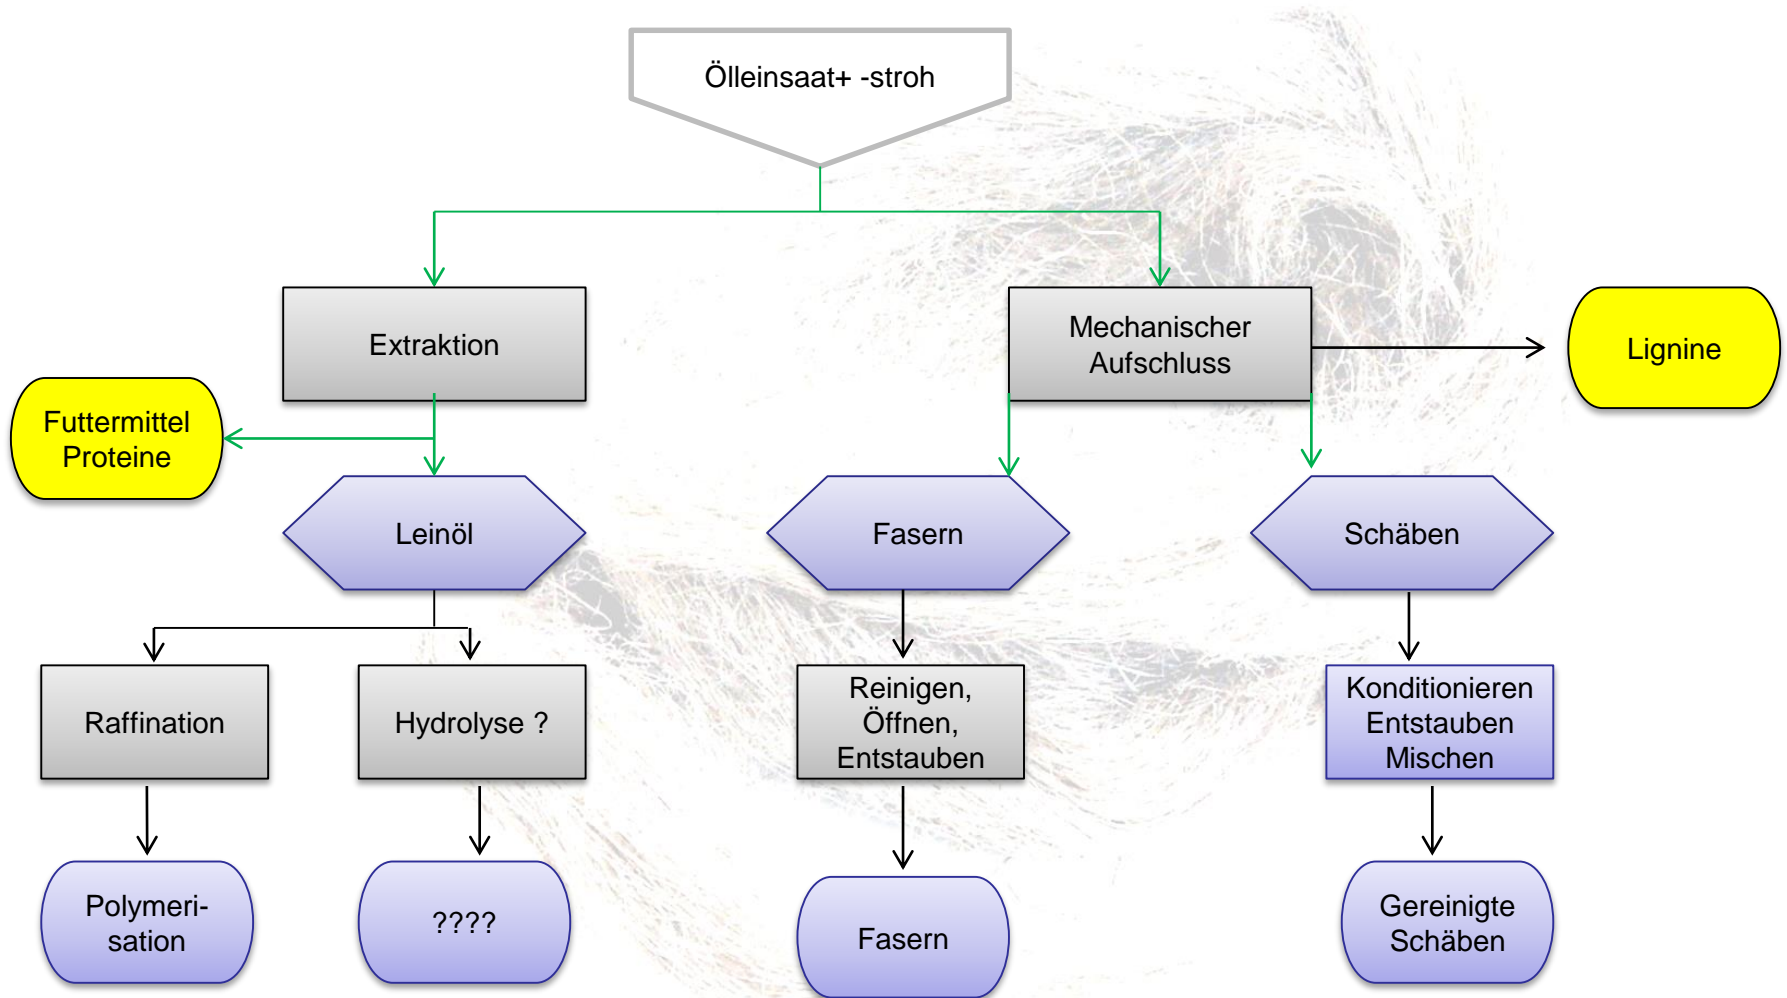 Ölleinsaat+ -stroh
Extraktion
Mechanischer
Aufschluss
Lignine
Futtermittel
Proteine
Leinöl
Fasern
Schäben
Raffination
Hydrolyse ?
Reinigen,
Öffnen,
Entstauben
Konditionieren
Entstauben
Mischen
Polymeri-
sation
????
Fasern
Gereinigte
Schäben